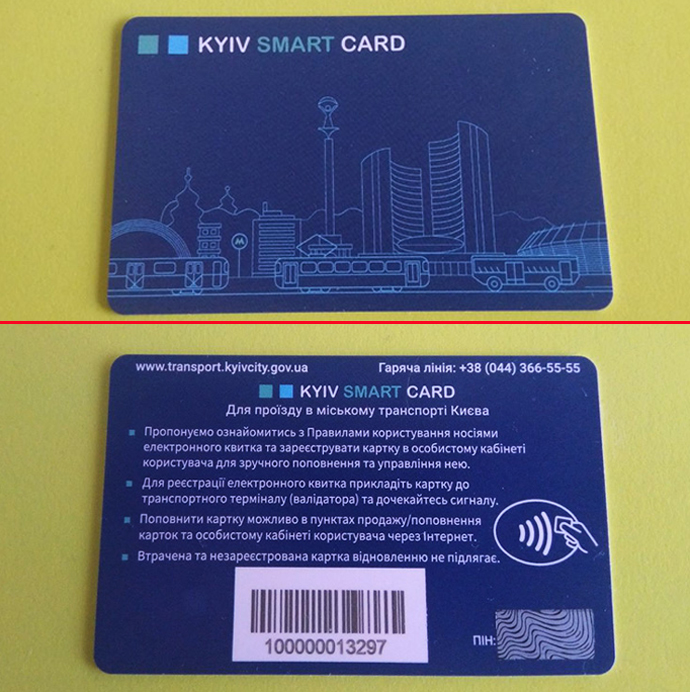 KYIV SMART CARD
M
www.transport.kyivcity.gov.ua Гаряча лінія: +38 (044) 366-55-55
KYIV SMART CARD
Для проїзду в міському транспорті Києва
Пропонуємо ознайомитись з Правилами користування носіями
електронного квитка та зареєструвати картку в особистому кабінеті
користувача для зручного поповнення та управління нею.
Для реєстрації електронного квитка прикладіть картку до
транспортного терміналу (валідатора) та дочекайтесь сигналу.
Поповнити картку можливо в пунктах продажу/поповнення
карток та особистому кабінеті користувача через Інтернет.
Втрачена та незареєстрована картка відновленню не підлягає.
100000013297
ПІН: